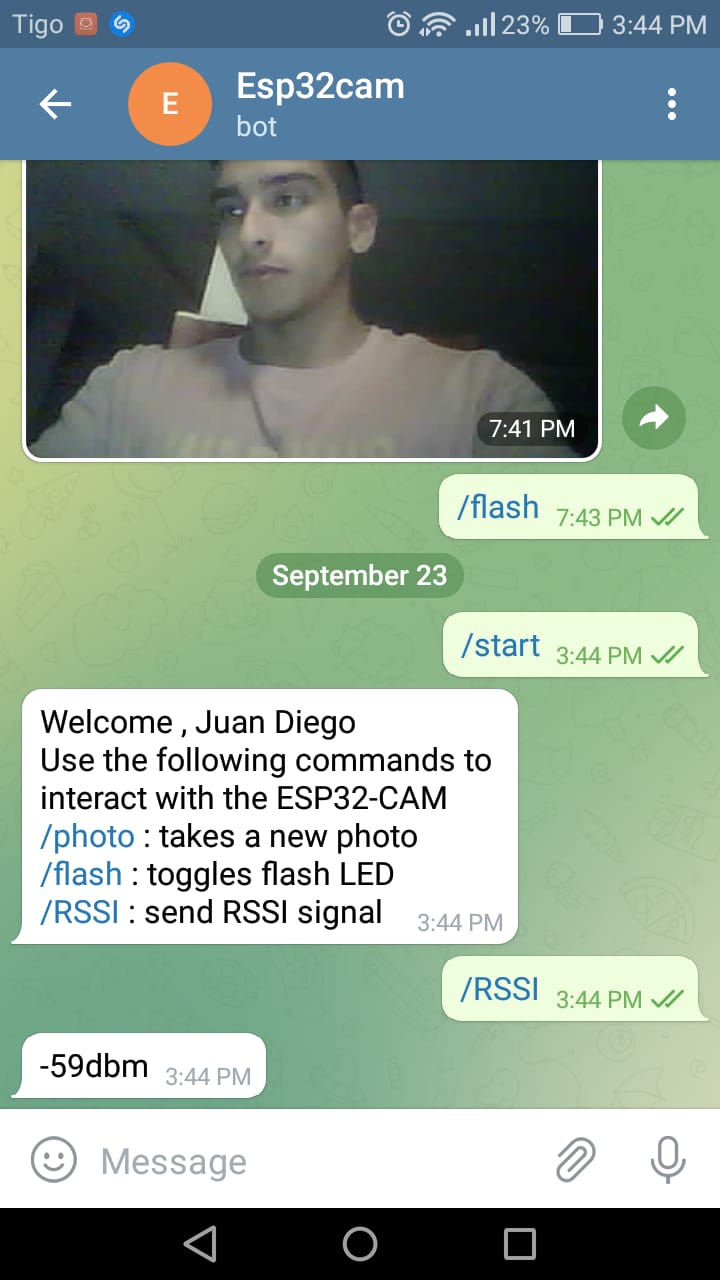 Tigo 23% 3:44 PM
E
Esp32cam
bot
7:41 PM
/flash 7:43 PM
September 23
/start 3:44 PM
Welcome , Juan Diego
Use the following commands to
interact with the ESP32-CAM
/photo : takes a new photo
/flash : toggles flash LED
/RSSI : send RSSI signal 3:44 PM
/RSSI 3:44 PM
-59dbm 3:44 PM
Message